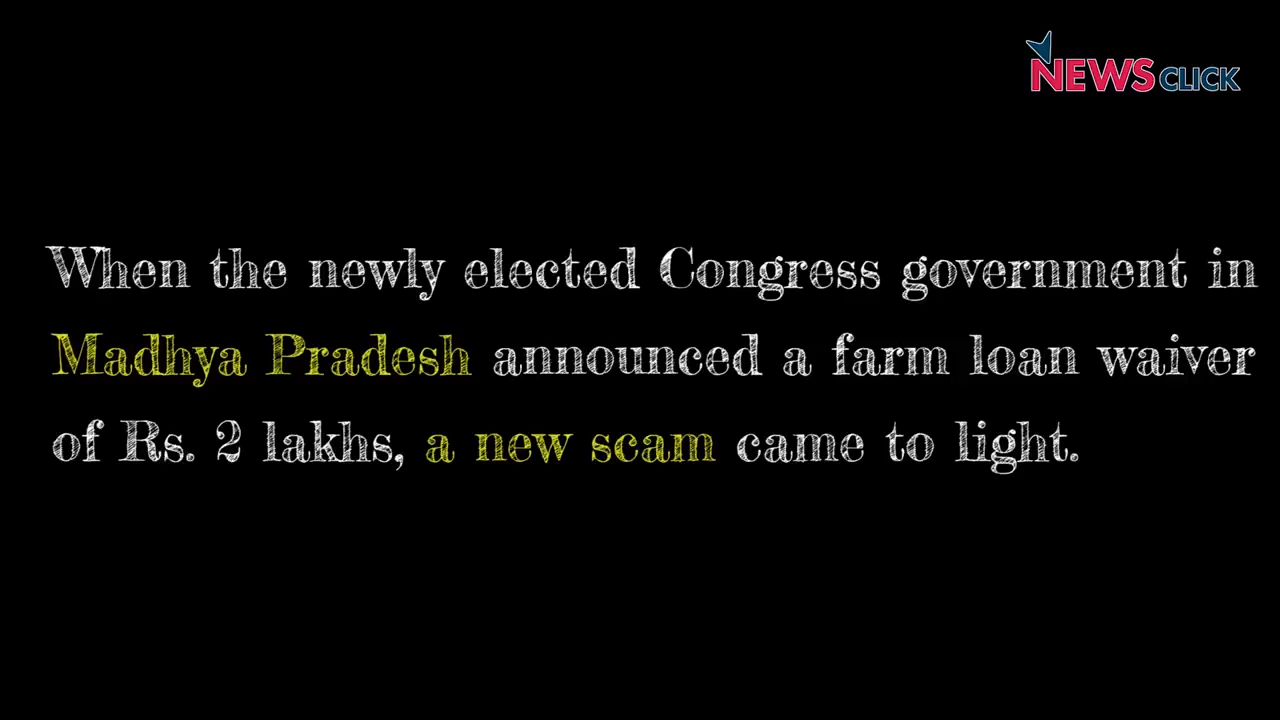 NEWSCLICK
When the newly elected Congress government in
Madhya Pradesh announced a farm loan waiver
of Rs. 2 lakhs, a new scam came to light.